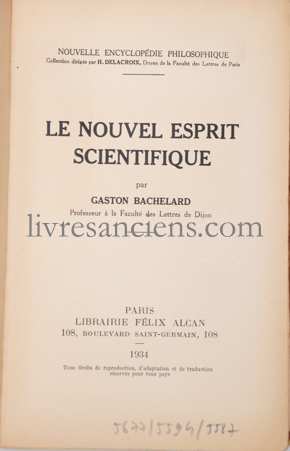 NOUVELLE ENCYCLOPÉDIE PHILOSOPHIQUE
Collection dirigée par H. DELACROIX, Doyen de la Faculté des Lettres de Paris
LE NOUVEL ESPRIT
SCIENTIFIQUE
par
GASTON BACHELARD
Professeur à la Faculté des Lettres de Dijon
livresanciens.com
PARIS
LIBRAIRIE FÉLIX ALCAN
108, BOULEVARD SAINT-GERMAIN, 108
1934
Tous droits de reproduction, d'adaptation et de traduction
réservés pour tous pays